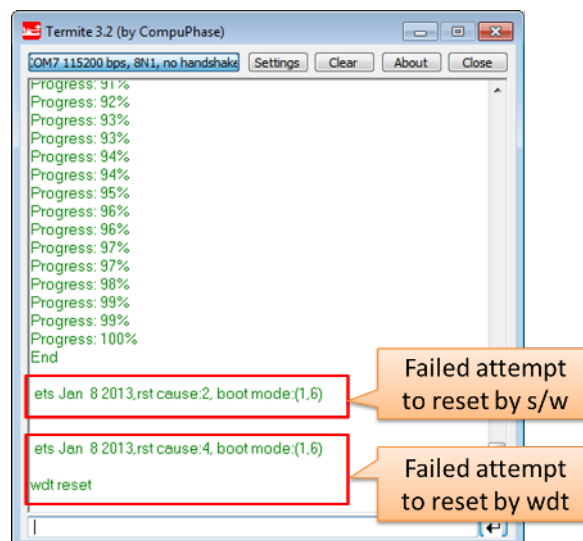 Termite 3.2 (by CompuPhase)
COM7 115200 bps, 8N1, no handshake Settings Clear About Close
Progress: 91%
Progress: 92%
Progress: 93%
Progress: 93%
Progress: 94%
Progress: 94%
Progress: 95%
Progress: 96%
Progress: 96%
Progress: 97%
Progress: 97%
Progress: 98%
Progress: 99%
Progress: 99%
Progress: 100%
End
ets Jan 8 2013,rst cause:2, boot mode:(1,6)
Failed attempt
to reset by s/w
ets Jan 8 2013,rst cause:4, boot mode:(1,6)
wdt reset
Failed attempt
to reset by wdt